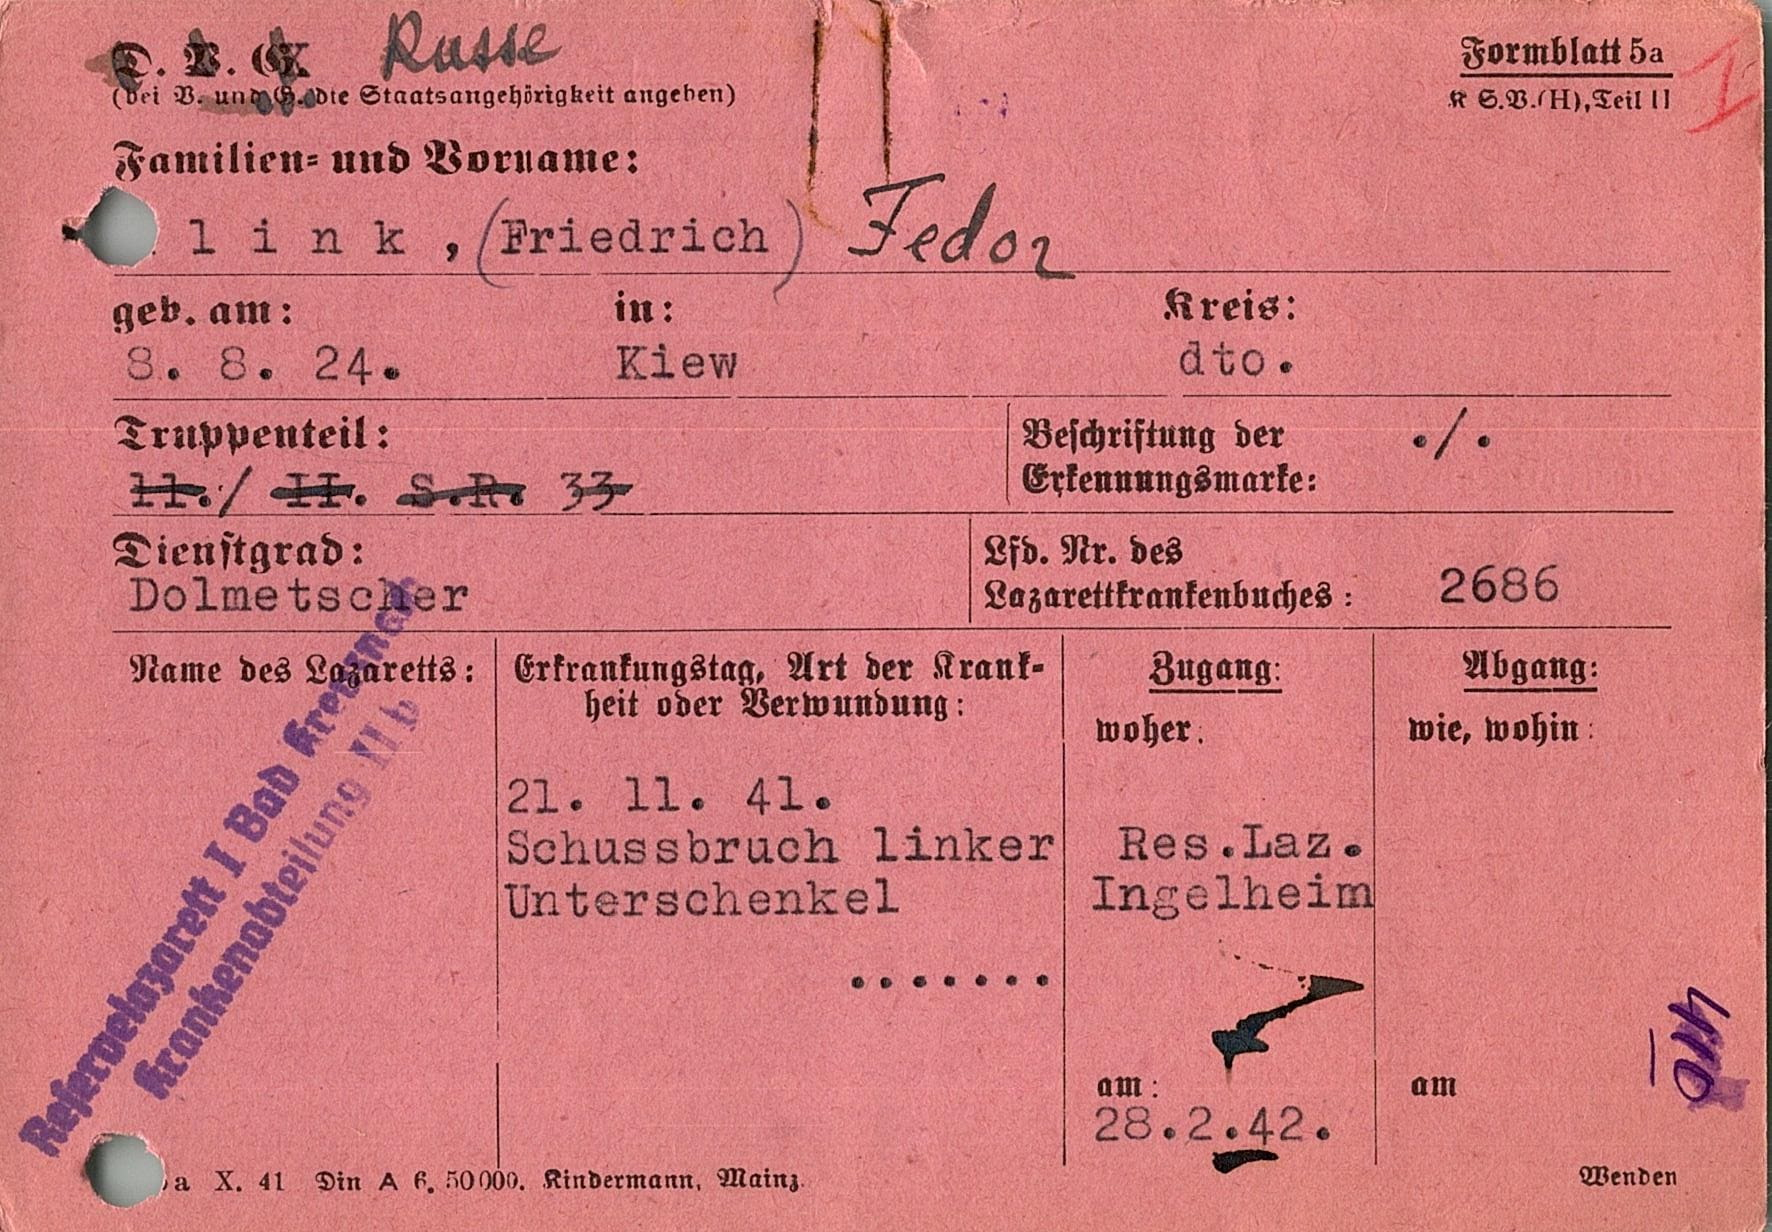 D. V. G. Russe
(bei V. und G. die Staatsangehörigkeit angeben)
Formblatt 5a
K S.V.(H), Teil II
Familien- und Vorname:
link, (Friedrich) Fedor
geb. am: in: Kreis:
8. 8. 24. Kiew dto.
Truppenteil:
11./ II. S.R. 33
Beschriftung der ./.
Erkennungsmarke:
Dienstgrad:
Dolmetscher
Lfd. Nr. des
Lazarettkrankenbuches: 2686
Name des Lazaretts:
Reservelazarett I Bad Kreuznach
Krankenabteilung II b
Erkrankungstag, Art der Krank-
heit oder Verwundung:
21. 11. 41.
Schussbruch linker
Unterschenkel
.......
Zugang:
woher:
Res.Laz.
Ingelheim
am:
28.2.42.
Abgang:
wie, wohin:
am
a X. 41 Din A 6. 50000. Kindermann, Mainz.
Wenden